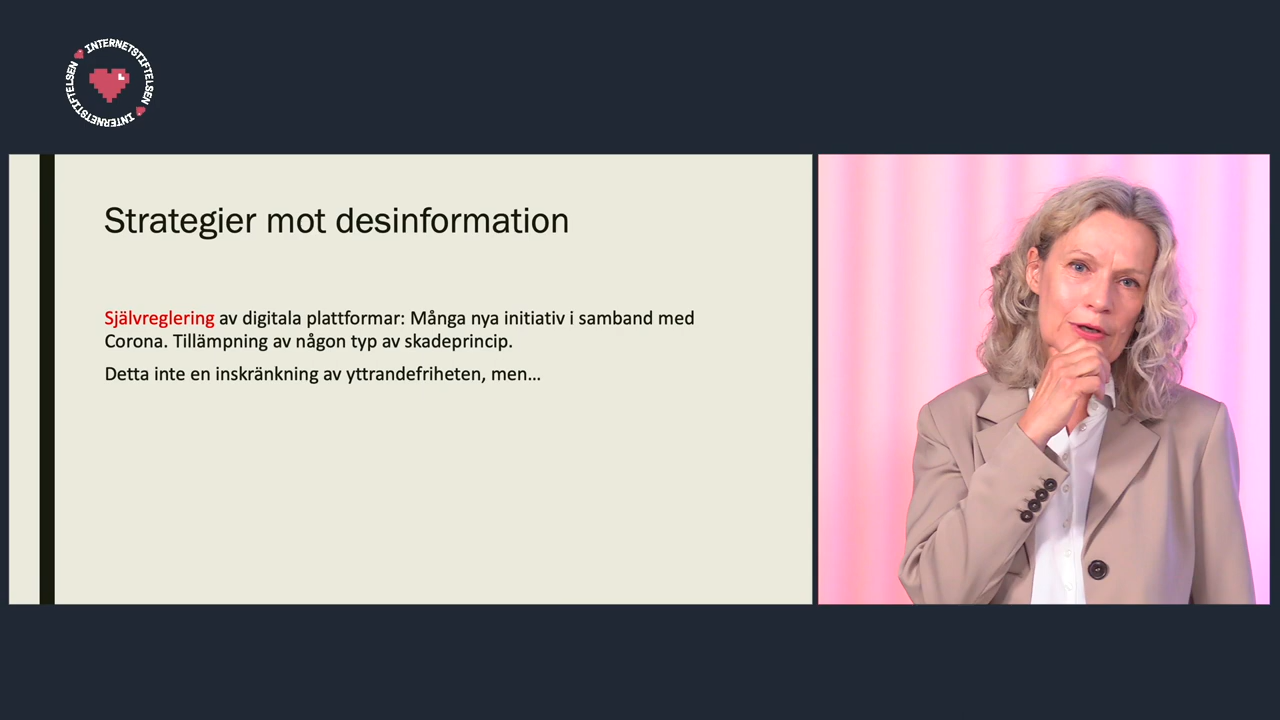 INTERNETSTIFTELSEN
INTERNETSTIFTELSEN
Strategier mot desinformation
Självreglering av digitala plattformar: Många nya initiativ i samband med
Corona. Tillämpning av någon typ av skadeprincip.
Detta inte en inskränkning av yttrandefriheten, men...